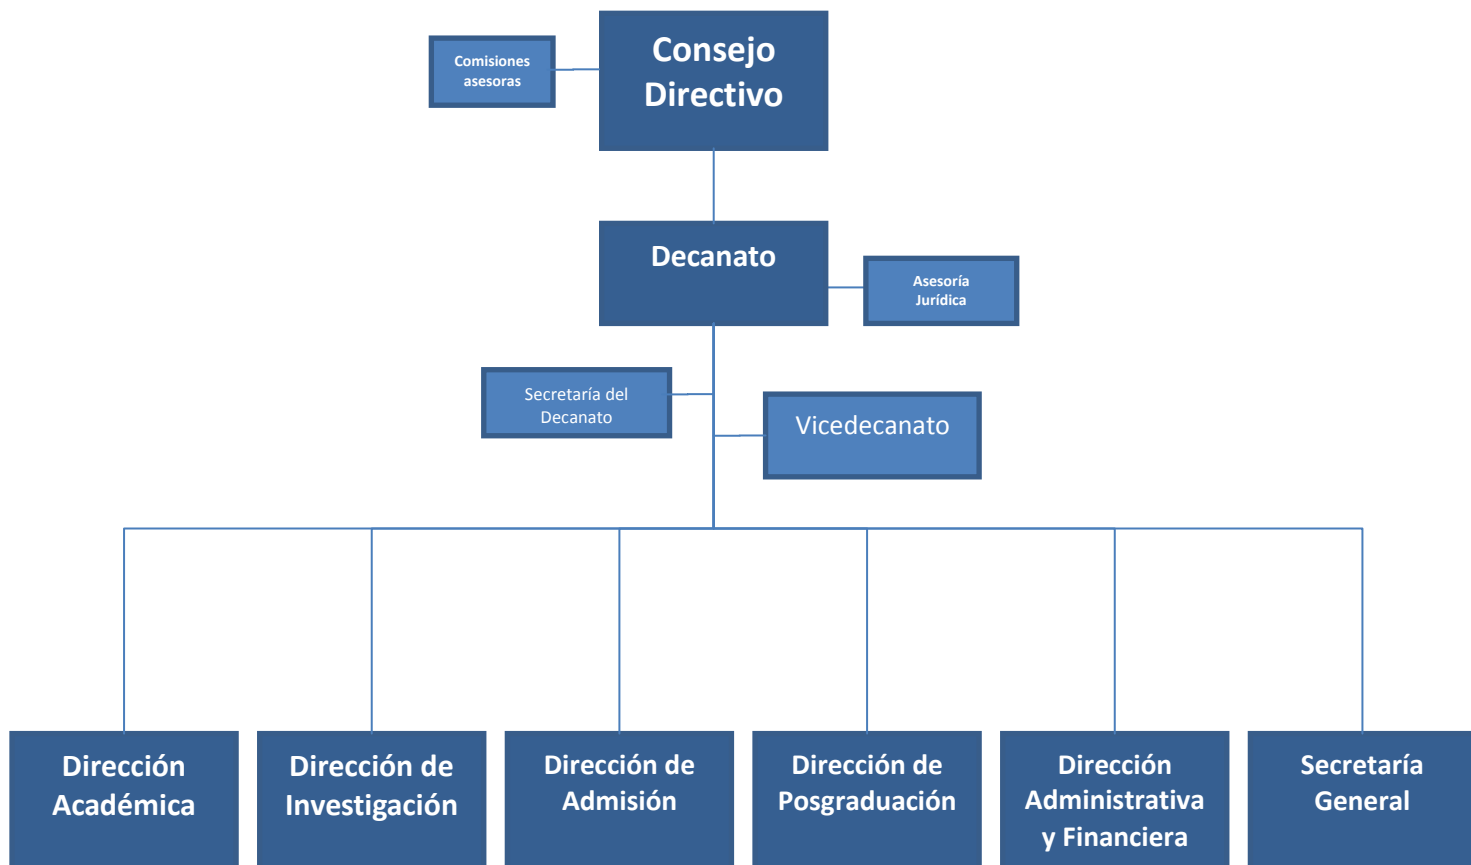 Comisiones
asesoras
Consejo
Directivo
Decanato
Asesoría
Jurídica
Secretaría del
Decanato
Vicedecanato
Dirección
Académica
Dirección de
Investigación
Dirección de
Admisión
Dirección de
Posgraduación
Dirección
Administrativa
y Financiera
Secretaría
General